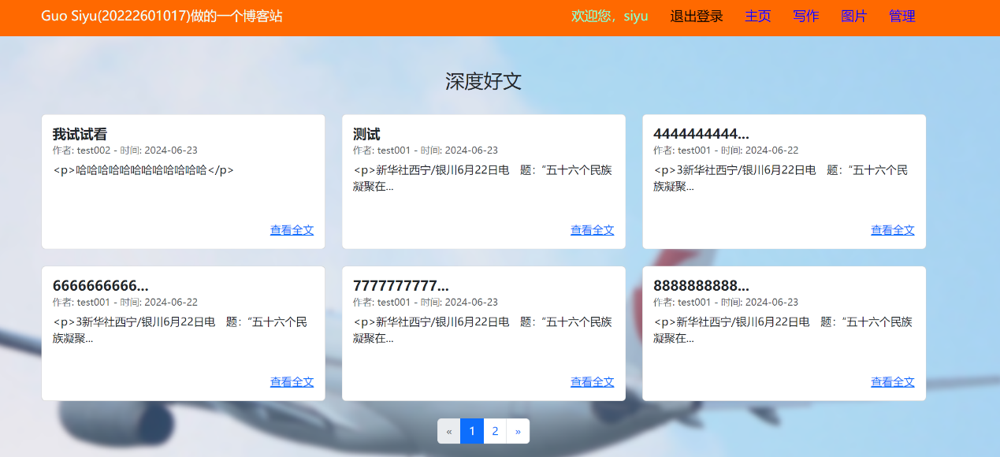 Guo Siyu(20222601017)做的一个博客站
欢迎您，siyu 退出登录 主页 写作 图片 管理
深度好文
我试试看
作者: test002 - 时间: 2024-06-23
<p>哈哈哈哈哈哈哈哈哈哈哈哈</p>
查看全文
测试
作者: test001 - 时间: 2024-06-23
<p>新华社西宁/银川6月22日电　题：“五十六个民族
凝聚在...
查看全文
4444444444...
作者: test001 - 时间: 2024-06-22
<p>3新华社西宁/银川6月22日电　题：“五十六个民
族凝聚...
查看全文
6666666666...
作者: test001 - 时间: 2024-06-22
<p>3新华社西宁/银川6月22日电　题：“五十六个民
族凝聚...
查看全文
7777777777...
作者: test001 - 时间: 2024-06-23
<p>新华社西宁/银川6月22日电　题：“五十六个民族
凝聚在...
查看全文
8888888888...
作者: test001 - 时间: 2024-06-23
<p>新华社西宁/银川6月22日电　题：“五十六个民族
凝聚在...
查看全文
« 1 2 »